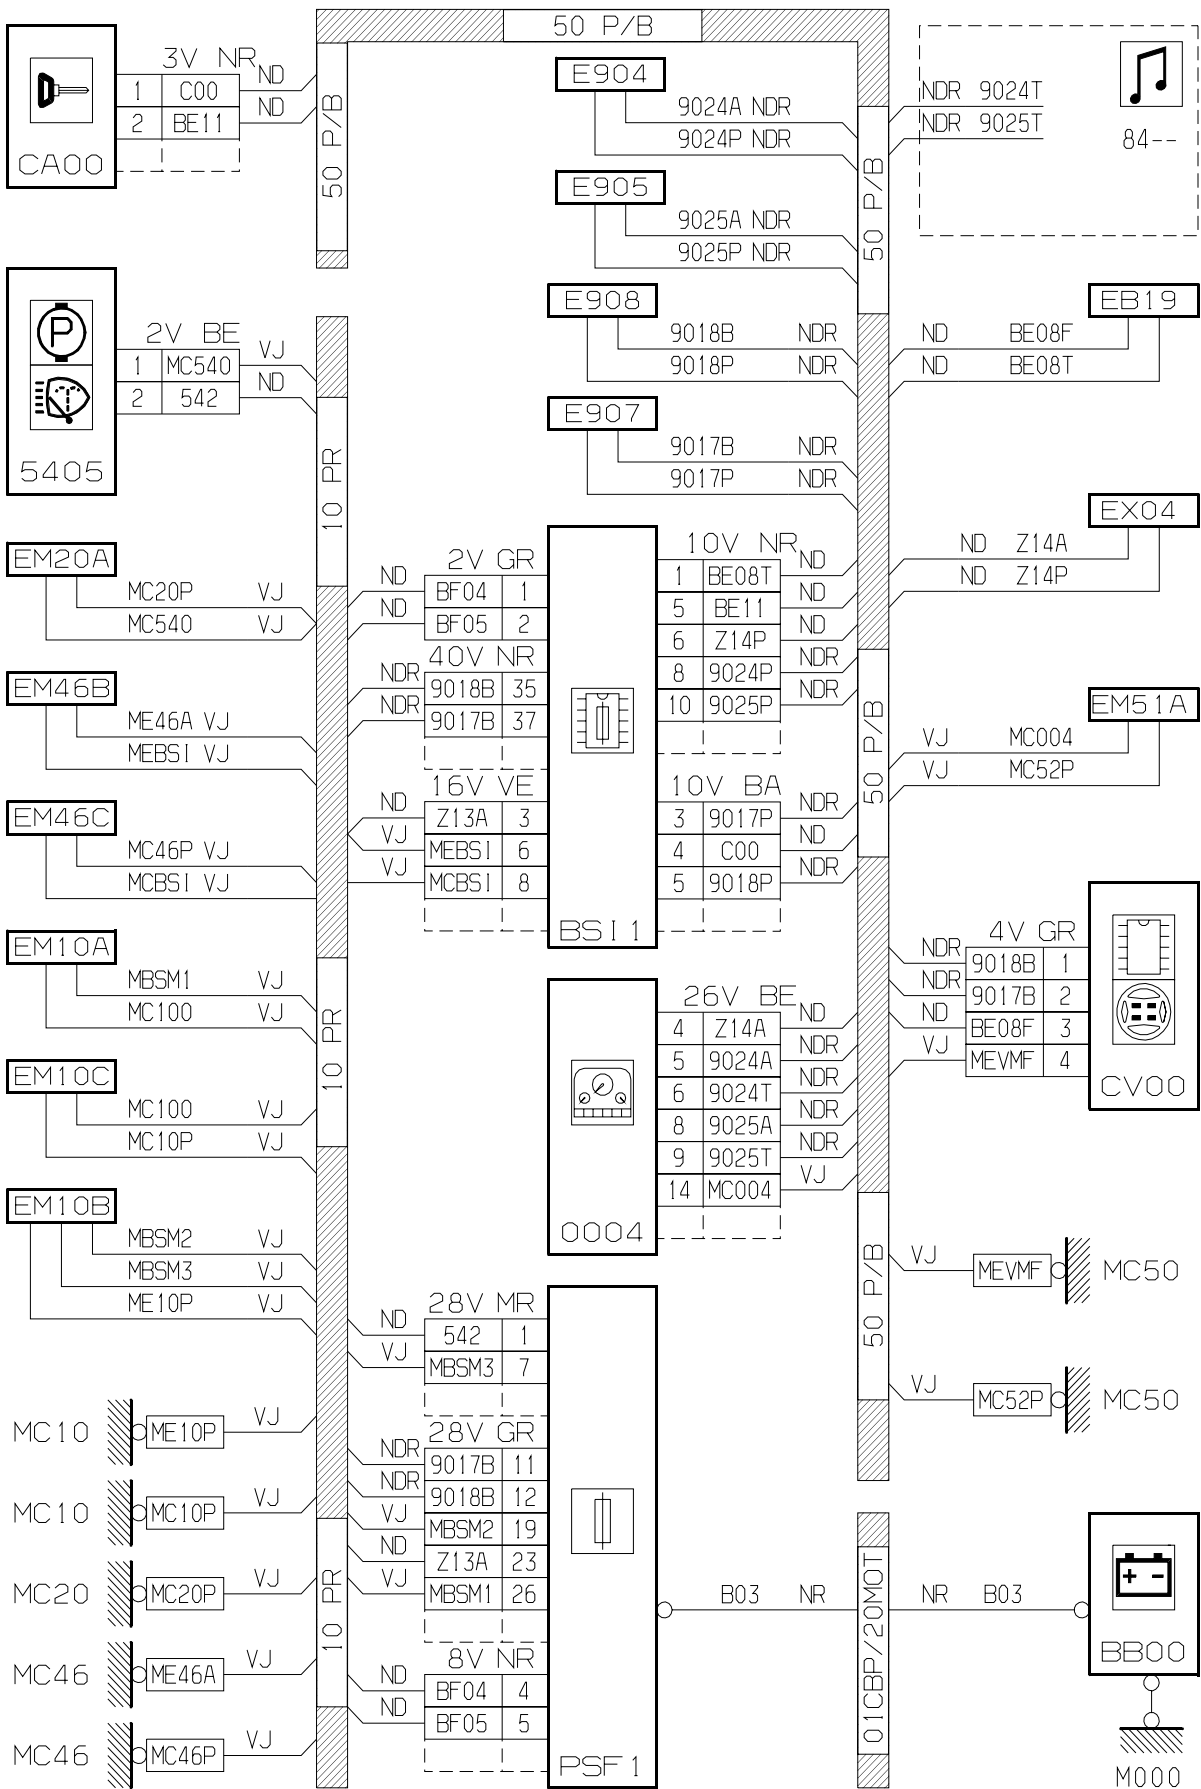 50 P/B
3V NR
1 C00 ND
2 BE11 ND
CA00
50 P/B
E904
9024A NDR
9024P NDR
E905
9025A NDR
9025P NDR
50 P/B
NDR 9024T
NDR 9025T
84--
2V BE
1 MC540 VJ
2 542 ND
5405
10 PR
E908
9018B NDR
9018P NDR
E907
9017B NDR
9017P NDR
EB19
ND BE08F
ND BE08T
EX04
ND Z14A
ND Z14P
EM20A
MC20P VJ
MC540 VJ
EM46B
ME46A VJ
MEBSI VJ
EM46C
MC46P VJ
MCBSI VJ
2V GR
ND BF04 1
ND BF05 2
40V NR
NDR 9018B 35
NDR 9017B 37
16V VE
ND Z13A 3
VJ MEBSI 6
VJ MCBSI 8
BSI1
10V NR
1 BE08T ND
5 BE11 ND
6 Z14P ND
8 9024P NDR
10 9025P NDR
10V BA
3 9017P NDR
4 C00 ND
5 9018P NDR
50 P/B
EM51A
VJ MC004
VJ MC52P
4V GR
NDR 9018B 1
NDR 9017B 2
ND BE08F 3
VJ MEVMF 4
CV00
EM10A
MBSM1 VJ
MC100 VJ
10 PR
EM10C
MC100 VJ
MC10P VJ
EM10B
MBSM2 VJ
MBSM3 VJ
ME10P VJ
26V BE
4 Z14A ND
5 9024A NDR
6 9024T NDR
8 9025A NDR
9 9025T NDR
14 MC004 VJ
0004
50 P/B
VJ MEVMF MC50
VJ MC52P MC50
28V MR
ND 542 1
VJ MBSM3 7
28V GR
NDR 9017B 11
NDR 9018B 12
VJ MBSM2 19
ND Z13A 23
VJ MBSM1 26
8V NR
ND BF04 4
ND BF05 5
PSF1
MC10 ME10P VJ
MC10 MC10P VJ
MC20 MC20P VJ
MC46 ME46A VJ
MC46 MC46P VJ
10 PR
B03 NR
01CBP/20MOT
NR B03
+ -
BB00
M000